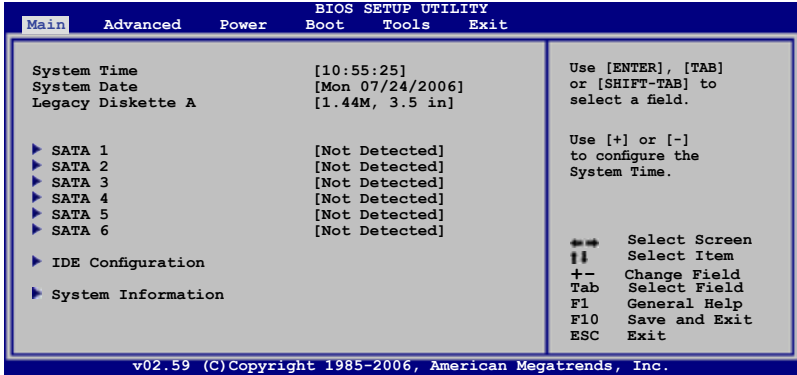 BIOS SETUP UTILITY
Main Advanced Power Boot Tools Exit
System Time [10:55:25]
System Date [Mon 07/24/2006]
Legacy Diskette A [1.44M, 3.5 in]
SATA 1 [Not Detected]
SATA 2 [Not Detected]
SATA 3 [Not Detected]
SATA 4 [Not Detected]
SATA 5 [Not Detected]
SATA 6 [Not Detected]
IDE Configuration
System Information
Use [ENTER], [TAB]
or [SHIFT-TAB] to
select a field.
Use [+] or [-]
to configure the
System Time.
Select Screen
Select Item
+- Change Field
Tab Select Field
F1 General Help
F10 Save and Exit
ESC Exit
v02.59 (C)Copyright 1985-2006, American Megatrends, Inc.